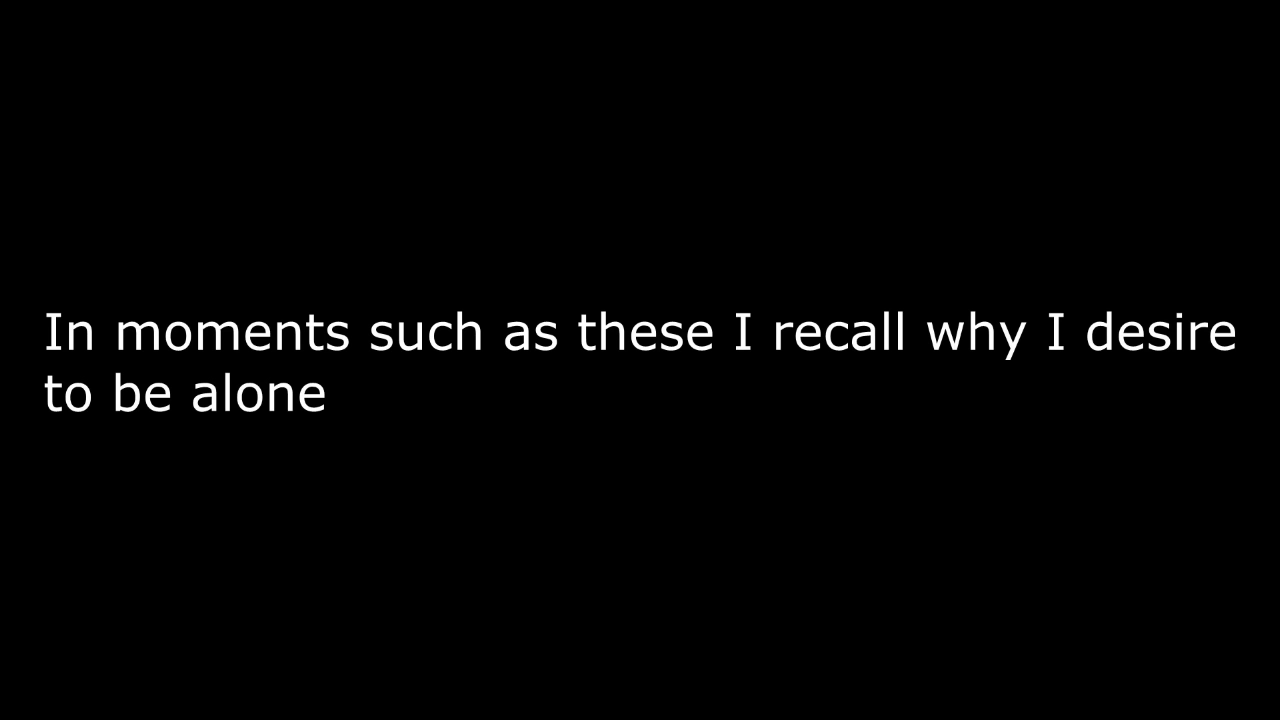 In moments such as these I recall why I desire
to be alone